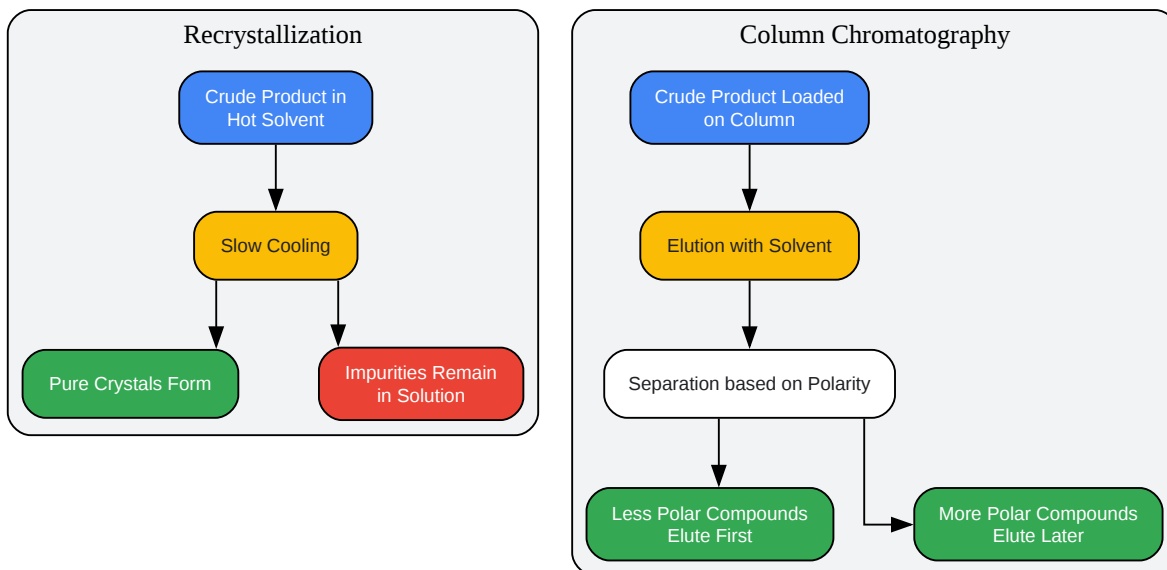 Recrystallization
Crude Product in
Hot Solvent
Slow Cooling
Pure Crystals Form
Impurities Remain
in Solution
Column Chromatography
Crude Product Loaded
on Column
Elution with Solvent
Separation based on Polarity
Less Polar Compounds
Elute First
More Polar Compounds
Elute Later